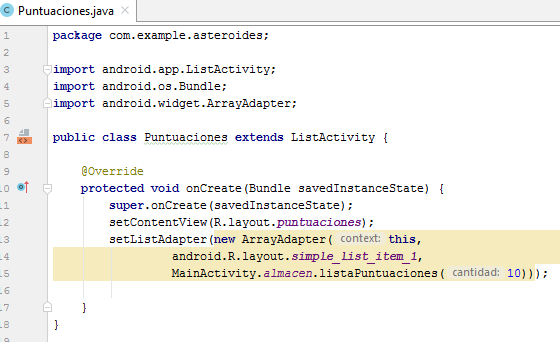 Puntuaciones.java
1 package com.example.asteroides;
2
3 import android.app.ListActivity;
4 import android.os.Bundle;
5 import android.widget.ArrayAdapter;
6
7 public class Puntuaciones extends ListActivity {
8
9 @Override
10 protected void onCreate(Bundle savedInstanceState) {
11 super.onCreate(savedInstanceState);
12 setContentView(R.layout.puntuaciones);
13 setListAdapter(new ArrayAdapter( context: this,
14 android.R.layout.simple_list_item_1,
15 MainActivity.almacen.listaPuntuaciones( cantidad: 10)));
16
17 }
18 }